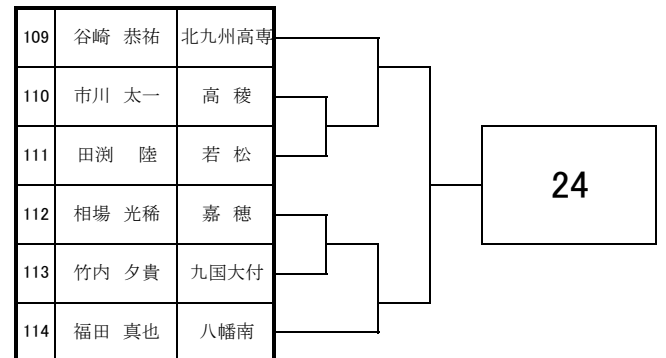 109 谷崎 恭祐 北九州高専
110 市川 太一 高 稜
111 田渕 陸 若 松
112 相場 光稀 嘉 穂
113 竹内 夕貴 九国大付
114 福田 真也 八幡南
24